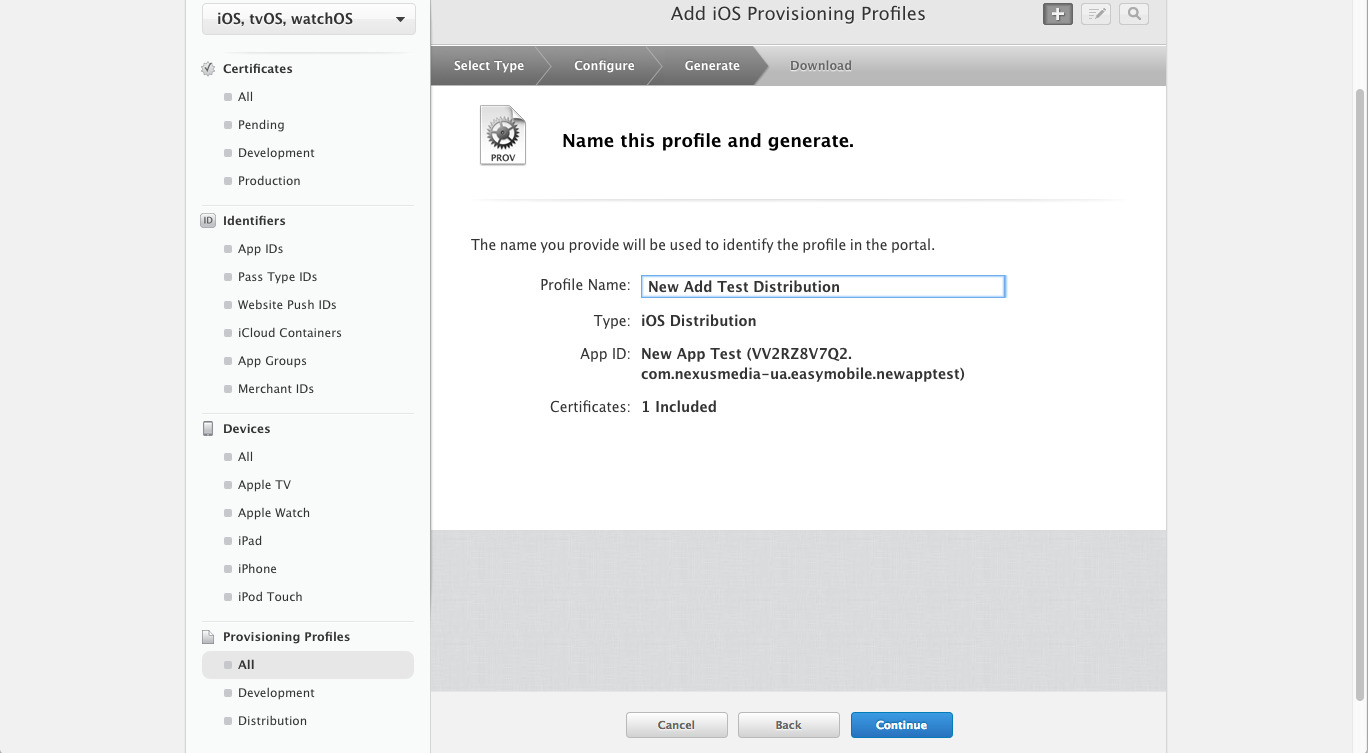 iOS, tvOS, watchOS
Certificates
All
Pending
Development
Production
ID Identifiers
App IDs
Pass Type IDs
Website Push IDs
iCloud Containers
App Groups
Merchant IDs
Devices
All
Apple TV
Apple Watch
iPad
iPhone
iPod Touch
Provisioning Profiles
All
Development
Distribution
Add iOS Provisioning Profiles
Select Type Configure Generate Download
PROV
Name this profile and generate.
The name you provide will be used to identify the profile in the portal.
Profile Name: New Add Test Distribution
Type: iOS Distribution
App ID: New App Test (VV2RZ8V7Q2.
com.nexusmedia-ua.easymobile.newapptest)
Certificates: 1 Included
Cancel Back Continue